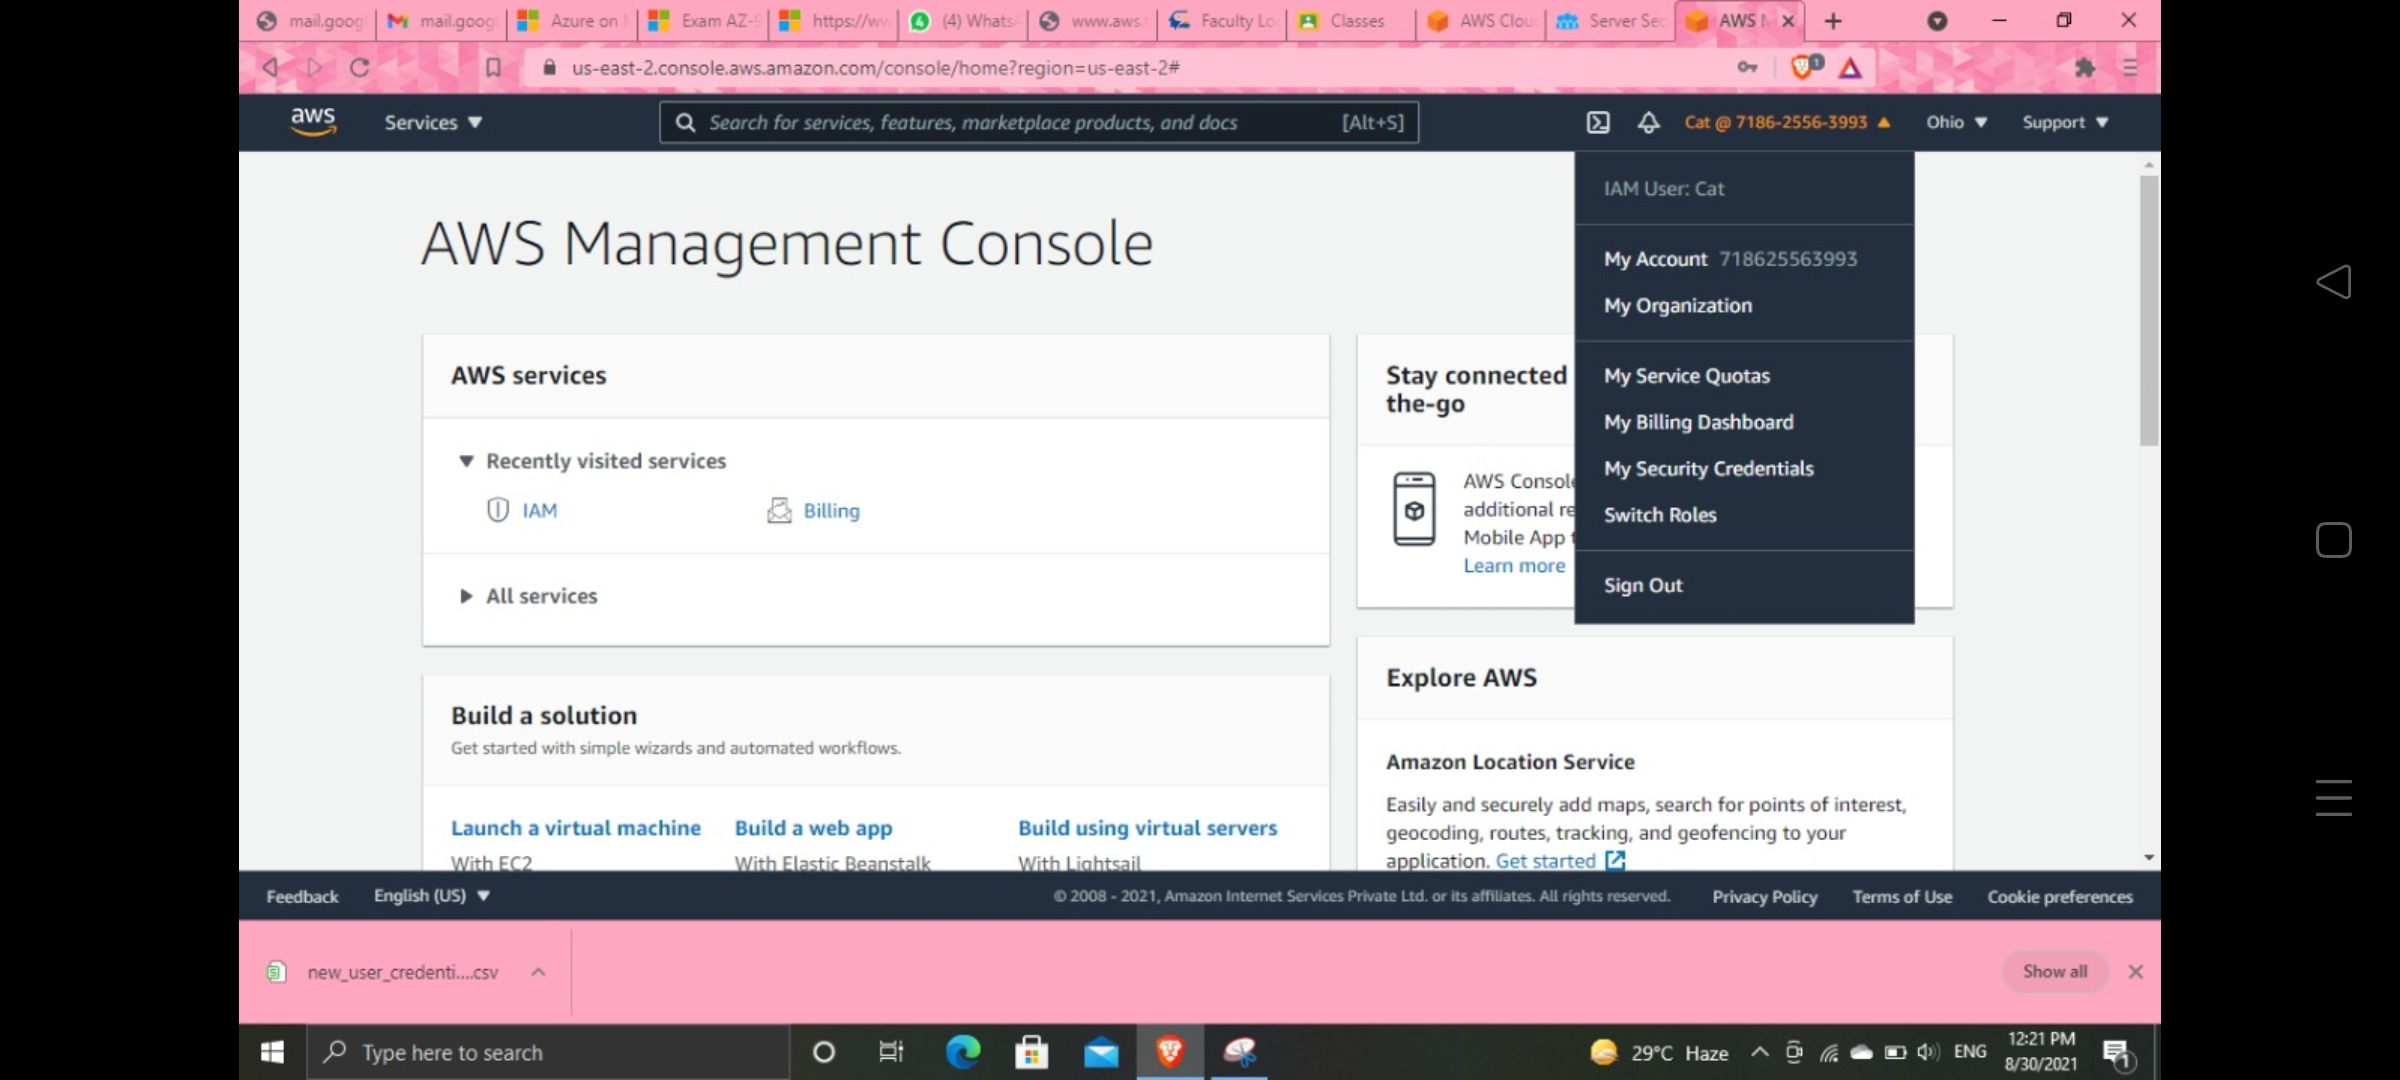 mail.goog
mail.goog
Azure on
Exam AZ-9
https://ww
(4) Whats
www.aws.
Faculty Lo
Classes
AWS Clou
Server Sec
AWS M
us-east-2.console.aws.amazon.com/console/home?region=us-east-2#
1
aws
Services
Search for services, features, marketplace products, and docs
[Alt+S]
Cat @ 7186-2556-3993
Ohio
Support
IAM User: Cat
My Account 718625563993
My Organization
My Service Quotas
My Billing Dashboard
My Security Credentials
Switch Roles
Sign Out
AWS Management Console
AWS services
Recently visited services
IAM
Billing
All services
Stay connected
the-go
AWS Console
additional re
Mobile App t
Learn more
Build a solution
Get started with simple wizards and automated workflows.
Launch a virtual machine
With EC2
Build a web app
With Elastic Beanstalk
Build using virtual servers
With Lightsail
Explore AWS
Amazon Location Service
Easily and securely add maps, search for points of interest,
geocoding, routes, tracking, and geofencing to your
application. Get started
Feedback
English (US)
© 2008 - 2021, Amazon Internet Services Private Ltd. or its affiliates. All rights reserved.
Privacy Policy
Terms of Use
Cookie preferences
new_user_credenti....csv
Show all
Type here to search
29°C Haze
ENG
12:21 PM
8/30/2021
1